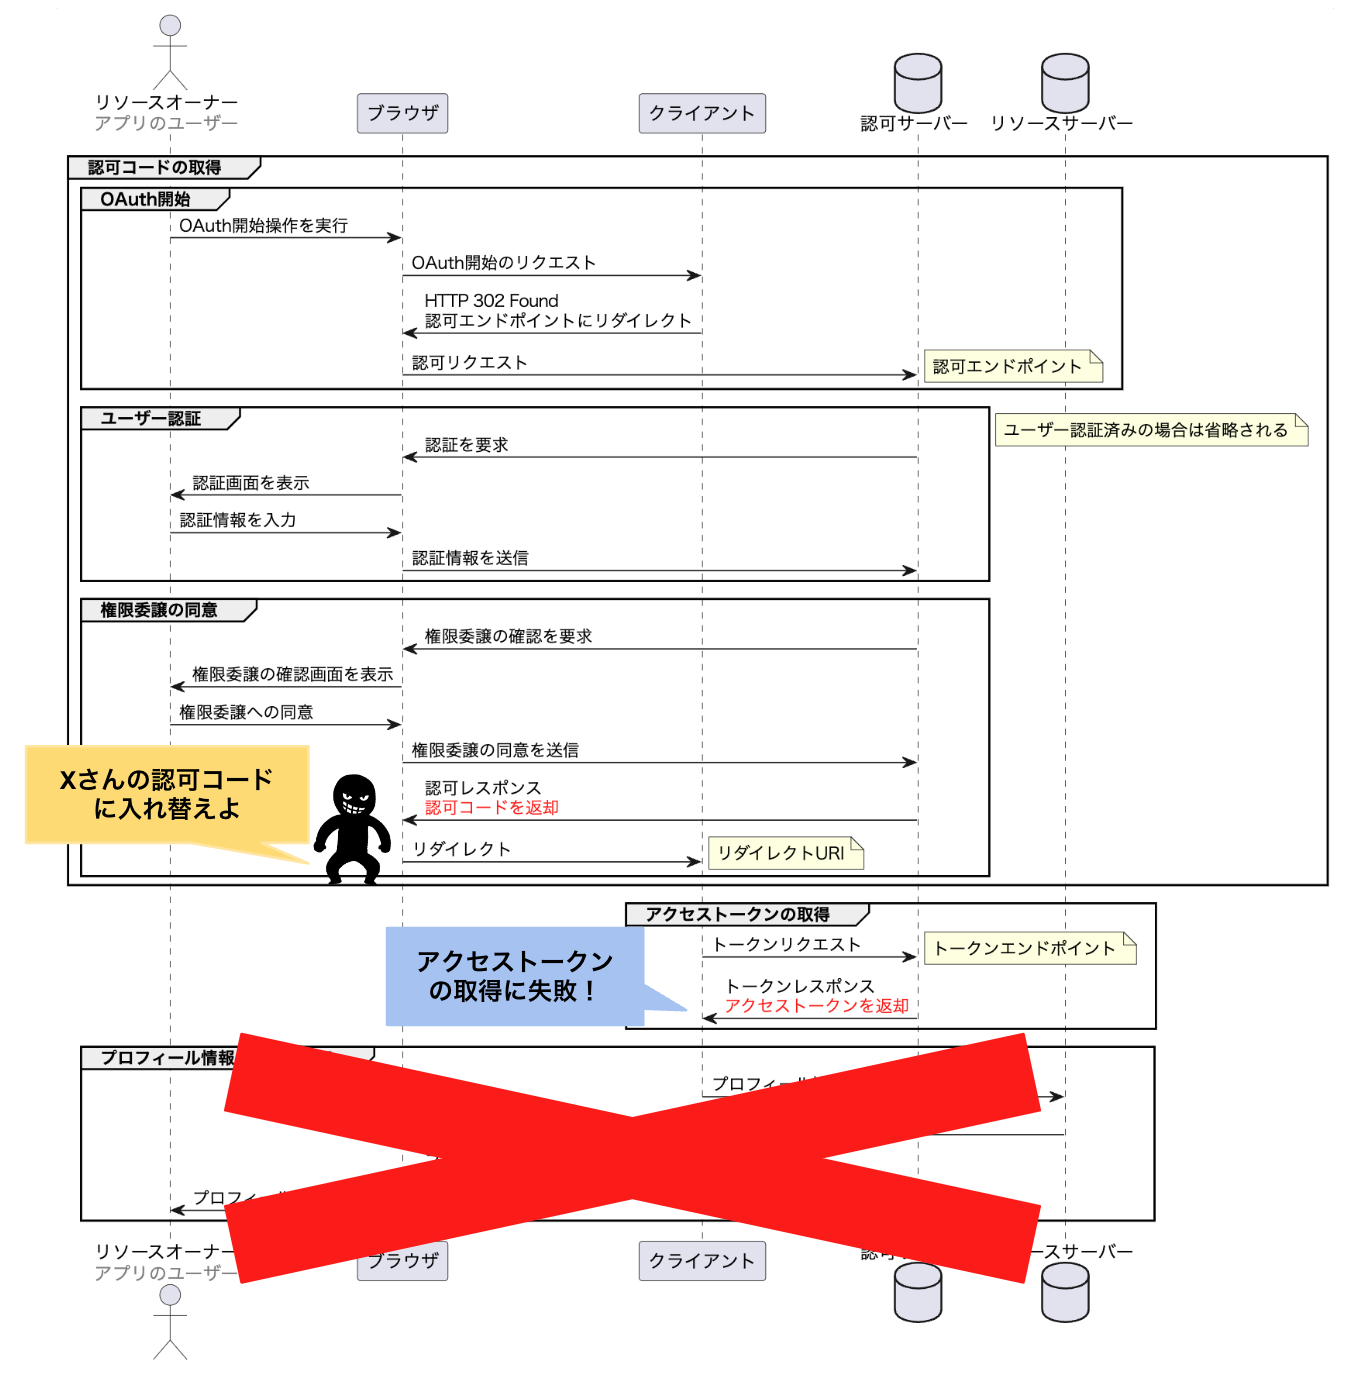 リソースオーナー
アプリのユーザー
ブラウザ
クライアント
認可サーバー
リソースサーバー
認可コードの取得
OAuth開始
OAuth開始操作を実行
OAuth開始のリクエスト
HTTP 302 Found
認可エンドポイントにリダイレクト
認可リクエスト
認可エンドポイント
ユーザー認証
ユーザー認証済みの場合は省略される
認証を要求
認証画面を表示
認証情報を入力
認証情報を送信
権限委譲の同意
権限委譲の確認を要求
権限委譲の確認画面を表示
権限委譲への同意
権限委譲の同意を送信
Xさんの認可コード
に入れ替えよ
認可レスポンス
認可コードを返却
リダイレクト
リダイレクトURI
アクセストークンの取得
トークンリクエスト
トークンエンドポイント
アクセストークン
の取得に失敗！
トークンレスポンス
アクセストークンを返却
プロフィール情報
プロフィール
プロフィール
リソースオーナー
アプリのユーザー
ブラウザ
クライアント
認可
ースサーバー